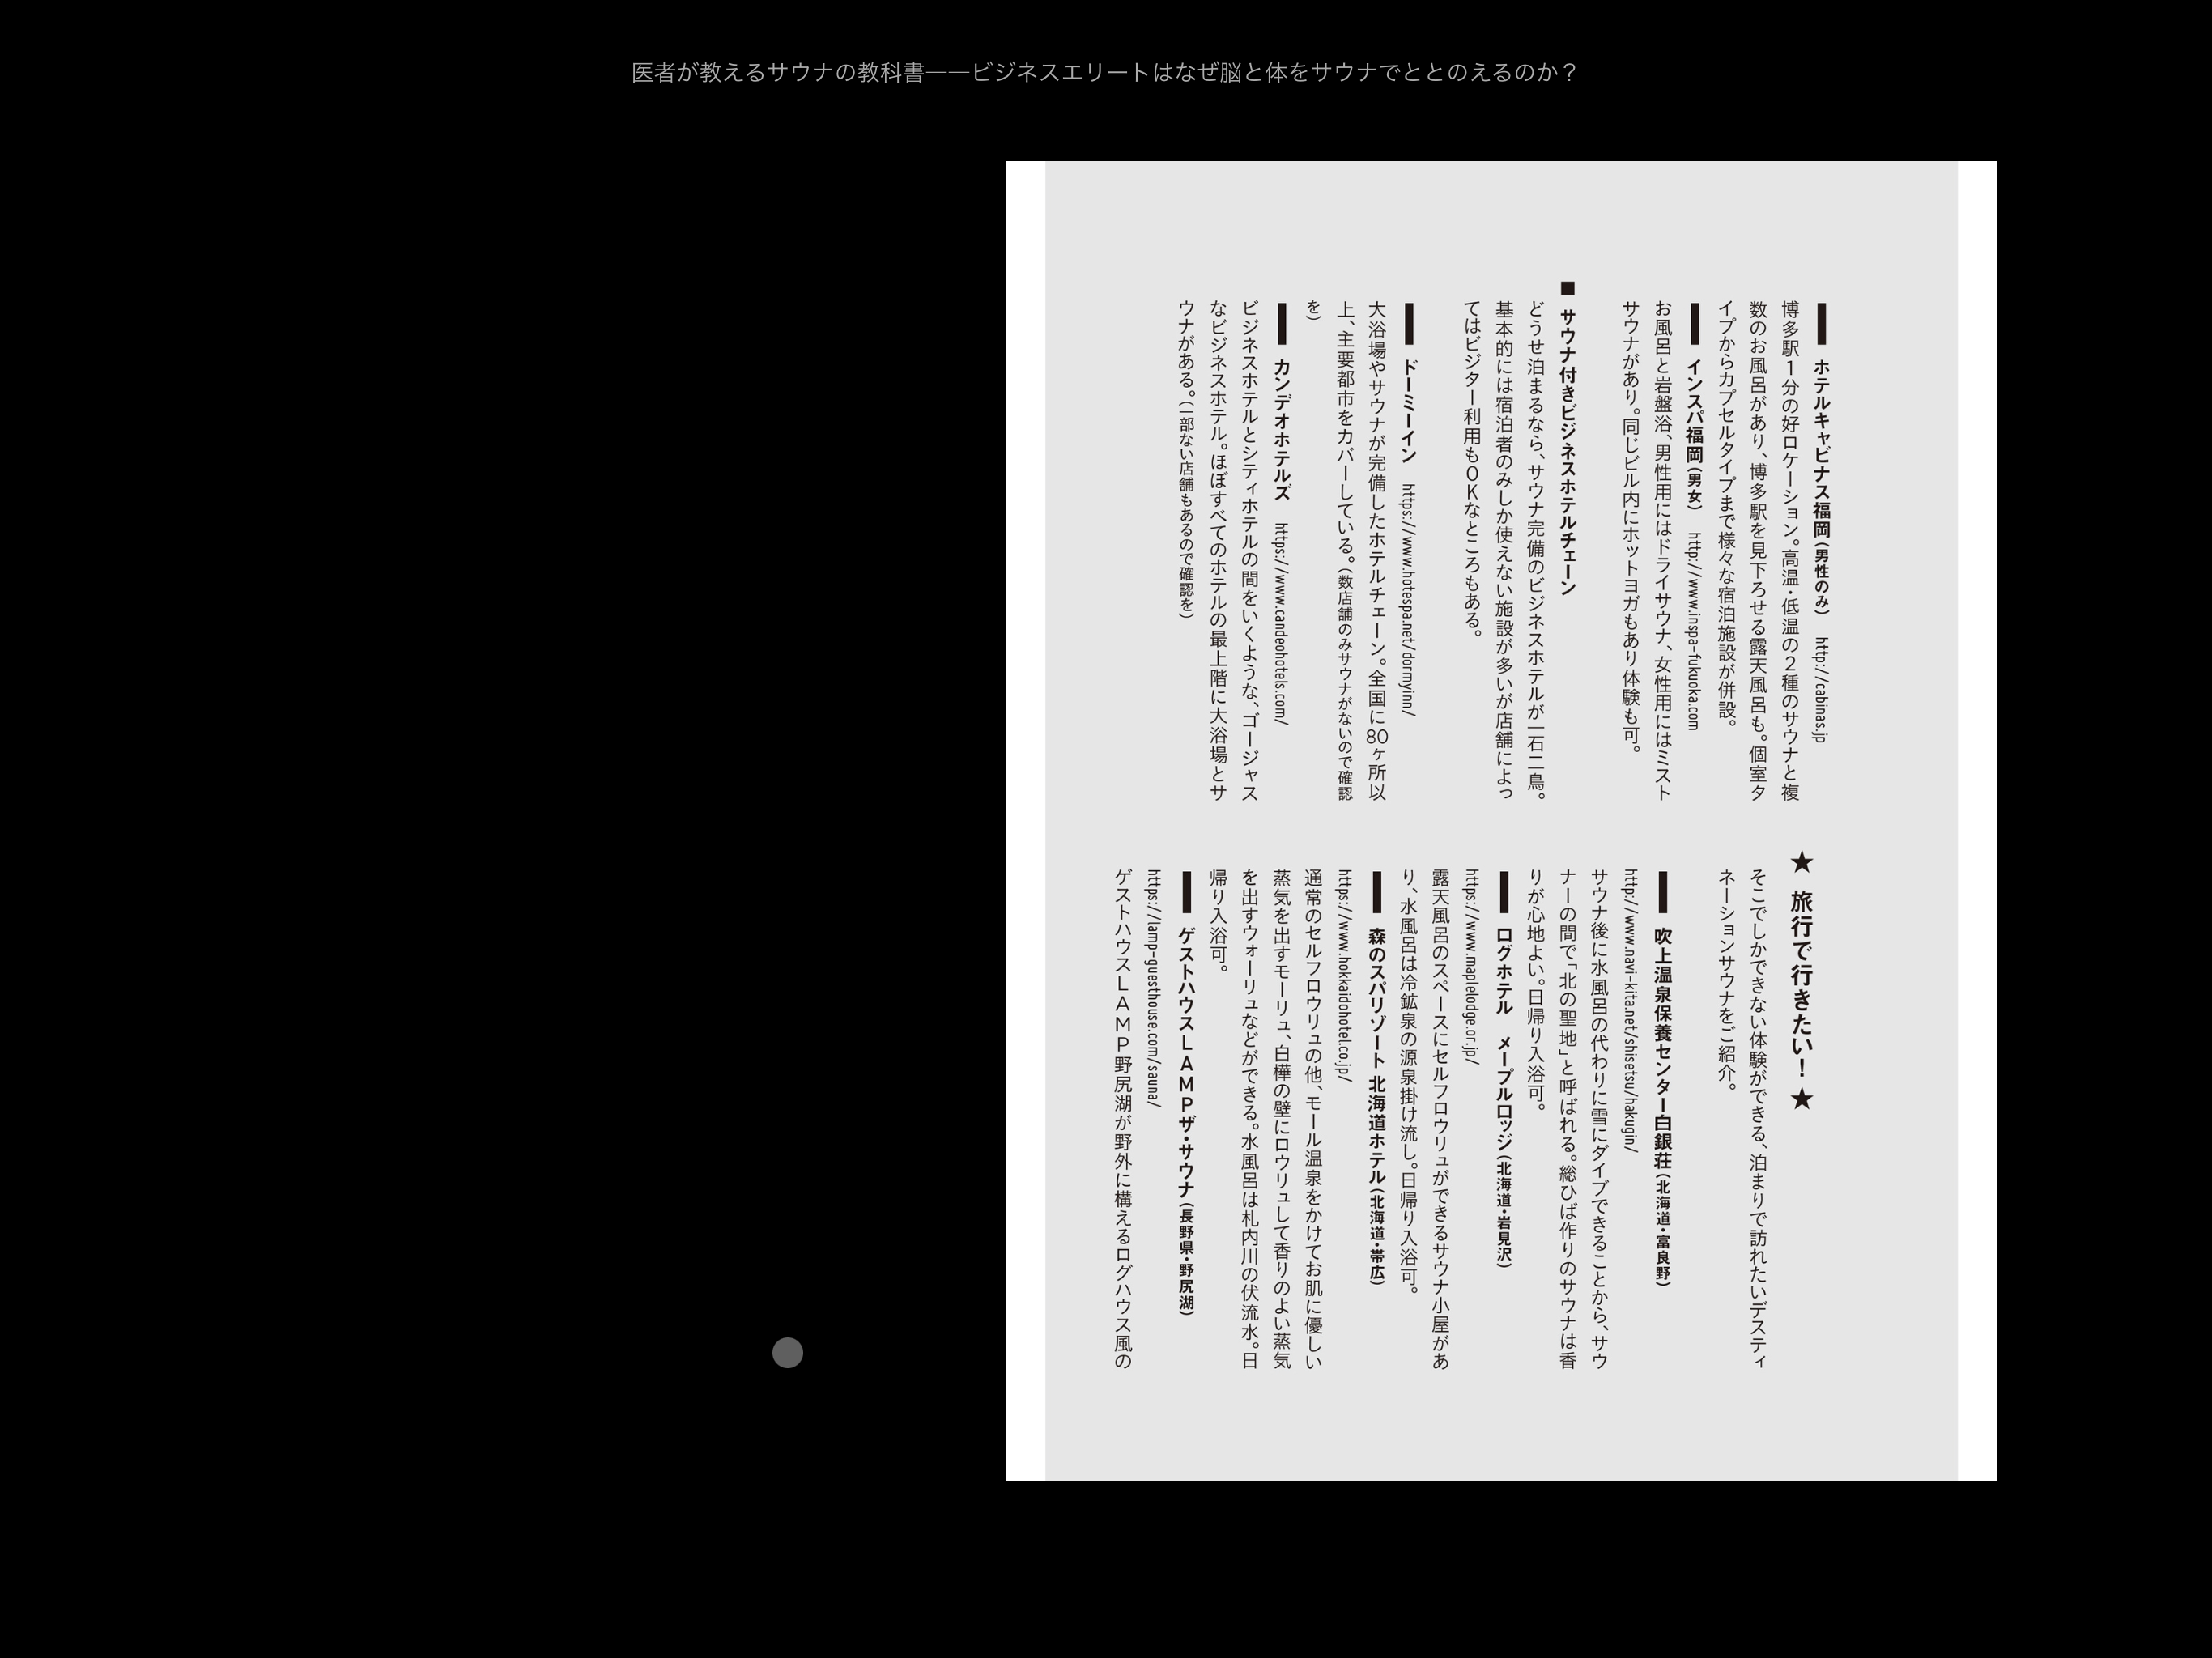 医者が教えるサウナの教科書――ビジネスエリートはなぜ脳と体をサウナでととのえるのか？
ホテルキャビナス福岡（男性のみ） http://cabinas.jp
博多駅１分の好ロケーション。高温・低温の２種のサウナと複
数のお風呂があり、博多駅を見下ろせる露天風呂も。個室タ
イプからカプセルタイプまで様々な宿泊施設が併設。
インスパ福岡（男女） http://www.inspa-fukuoka.com
お風呂と岩盤浴、男性用にはドライサウナ、女性用にはミスト
サウナがあり。同じビル内にホットヨガもあり体験も可。
■ サウナ付きビジネスホテルチェーン
どうせ泊まるなら、サウナ完備のビジネスホテルが一石二鳥。
基本的には宿泊者のみしか使えない施設が多いが店舗によっ
てはビジター利用もＯＫなところもある。
ドーミーイン https://www.hotespa.net/dormyinn/
大浴場やサウナが完備したホテルチェーン。全国に80ヶ所以
上、主要都市をカバーしている。（数店舗のみサウナがないので確認
を）
カンデオホテルズ https://www.candeohotels.com/
ビジネスホテルとシティホテルの間をいくような、ゴージャス
なビジネスホテル。ほぼすべてのホテルの最上階に大浴場とサ
ウナがある。（一部ない店舗もあるので確認を）
★ 旅行で行きたい！ ★
そこでしかできない体験ができる、泊まりで訪れたいデスティ
ネーションサウナをご紹介。
吹上温泉保養センター白銀荘（北海道・富良野）
http://www.navi-kita.net/shisetsu/hakugin/
サウナ後に水風呂の代わりに雪にダイブできることから、サウ
ナーの間で「北の聖地」と呼ばれる。総ひば作りのサウナは香
りが心地よい。日帰り入浴可。
ログホテル メープルロッジ（北海道・岩見沢）
https://www.maplelodge.or.jp/
露天風呂のスペースにセルフロウリュができるサウナ小屋があ
り、水風呂は冷鉱泉の源泉掛け流し。日帰り入浴可。
森のスパリゾート 北海道ホテル（北海道・帯広）
https://www.hokkaidohotel.co.jp/
通常のセルフロウリュの他、モール温泉をかけてお肌に優しい
蒸気を出すモーリュ、白樺の壁にロウリュして香りのよい蒸気
を出すウォーリュなどができる。水風呂は札内川の伏流水。日
帰り入浴可。
ゲストハウスＬＡＭＰザ・サウナ（長野県・野尻湖）
https://lamp-guesthouse.com/sauna/
ゲストハウスＬＡＭＰ野尻湖が野外に構えるログハウス風の